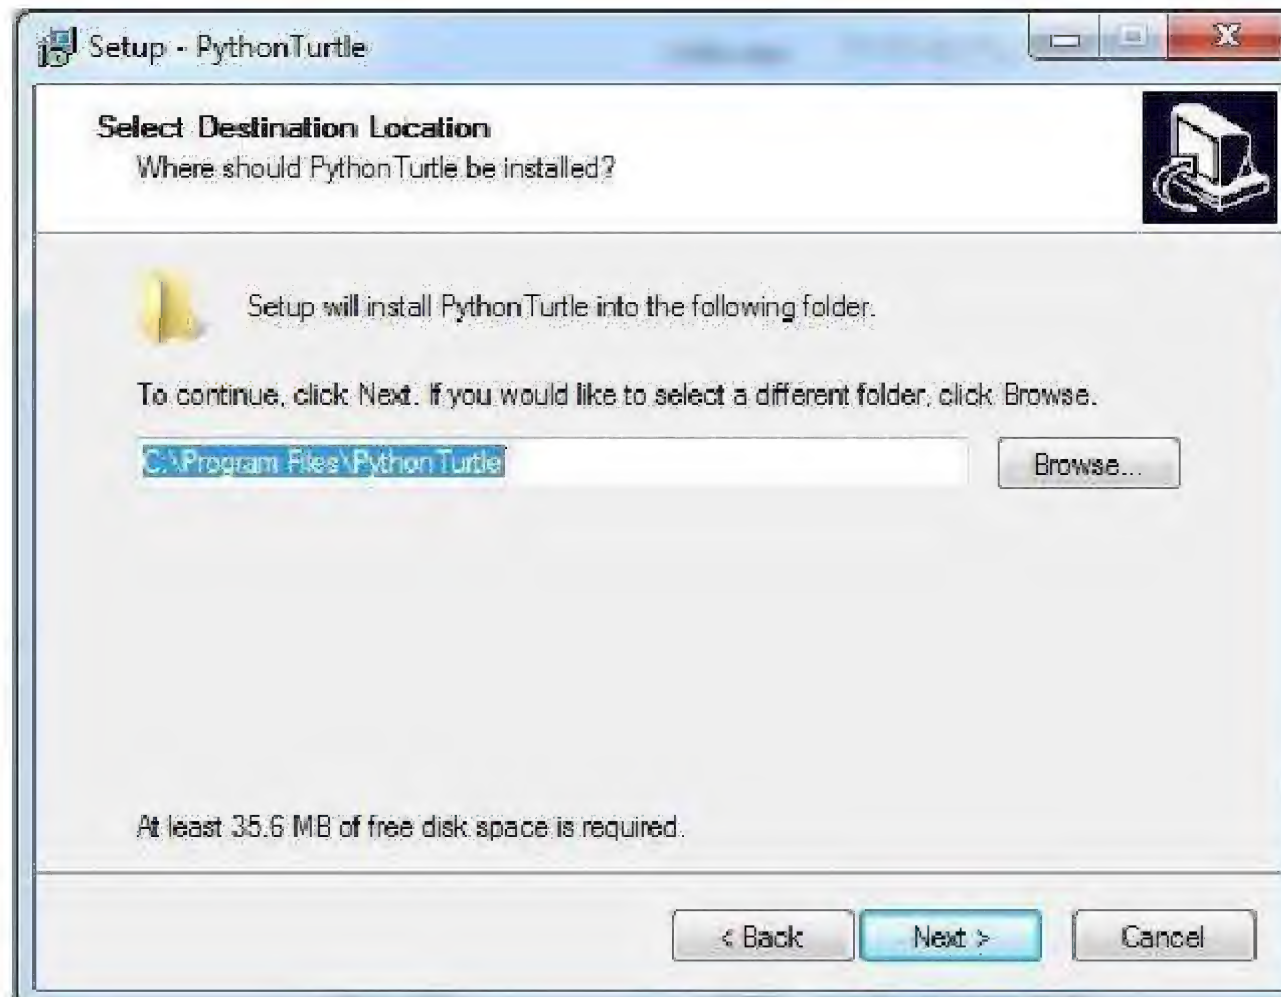 Setup - PythonTurtle
Select Destination Location
Where should PythonTurtle be installed?
Setup will install PythonTurtle into the following folder.
To continue, click Next. If you would like to select a different folder, click Browse.
C:\Program Files\PythonTurtle
Browse...
At least 35.6 MB of free disk space is required.
< Back
Next >
Cancel